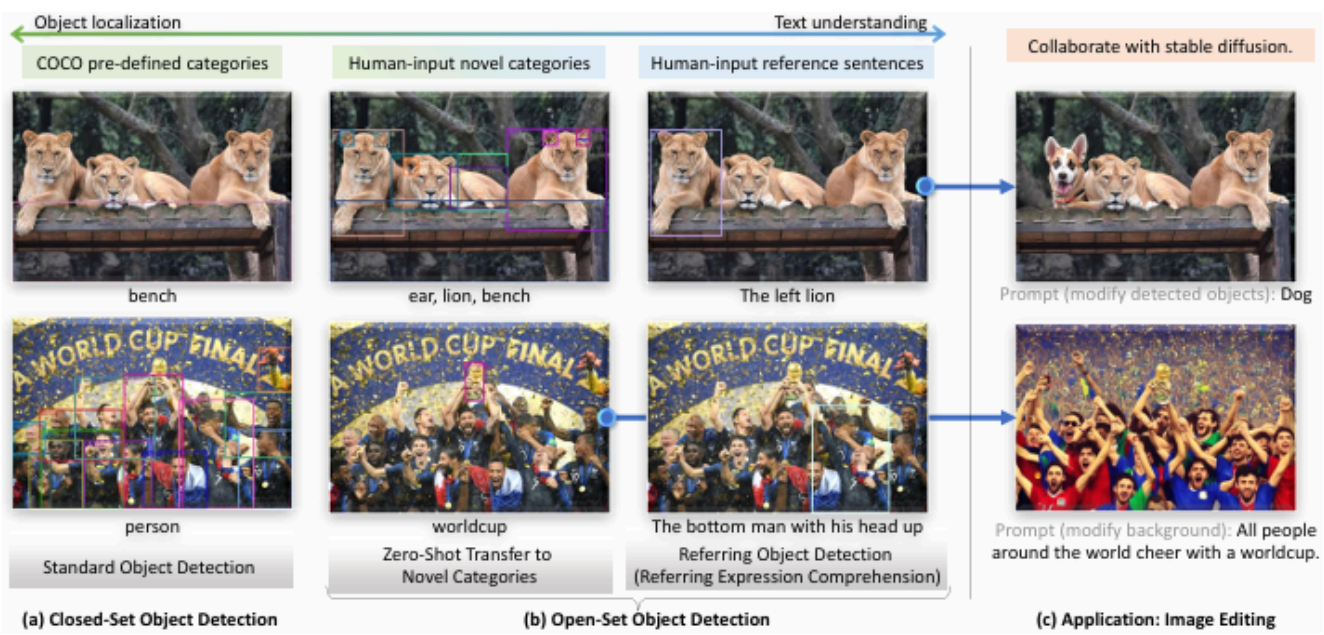 Object localization
Text understanding
COCO pre-defined categories
Human-input novel categories
Human-input reference sentences
Collaborate with stable diffusion.
bench
ear, lion, bench
The left lion
Prompt (modify detected objects): Dog
A WORLD CUP FINAL
A WORLD CUP FINAL
A WORLD CUP FINAL
person
worldcup
The bottom man with his head up
Prompt (modify background): All people
around the world cheer with a worldcup.
Standard Object Detection
Zero-Shot Transfer to
Novel Categories
Referring Object Detection
(Referring Expression Comprehension)
(a) Closed-Set Object Detection
(b) Open-Set Object Detection
(c) Application: Image Editing